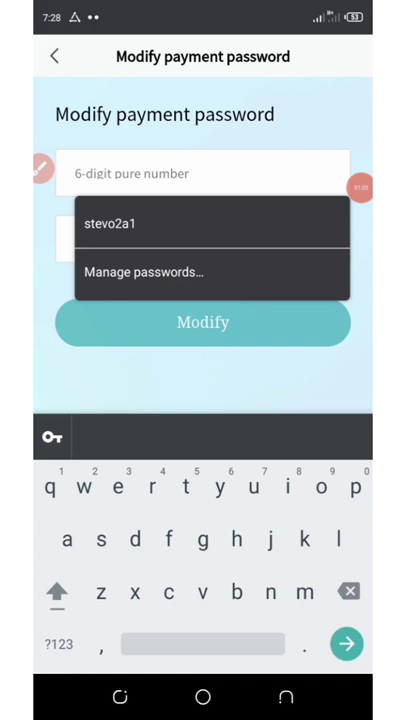 7:28
53
Modify payment password
Modify payment password
6-digit pure number
stevo2a1
Manage passwords...
Modify
1 2 3 4 5 6 7 8 9 0
q w e r t y u i o p
a s d f g h j k l
z x c v b n m
?123 , .